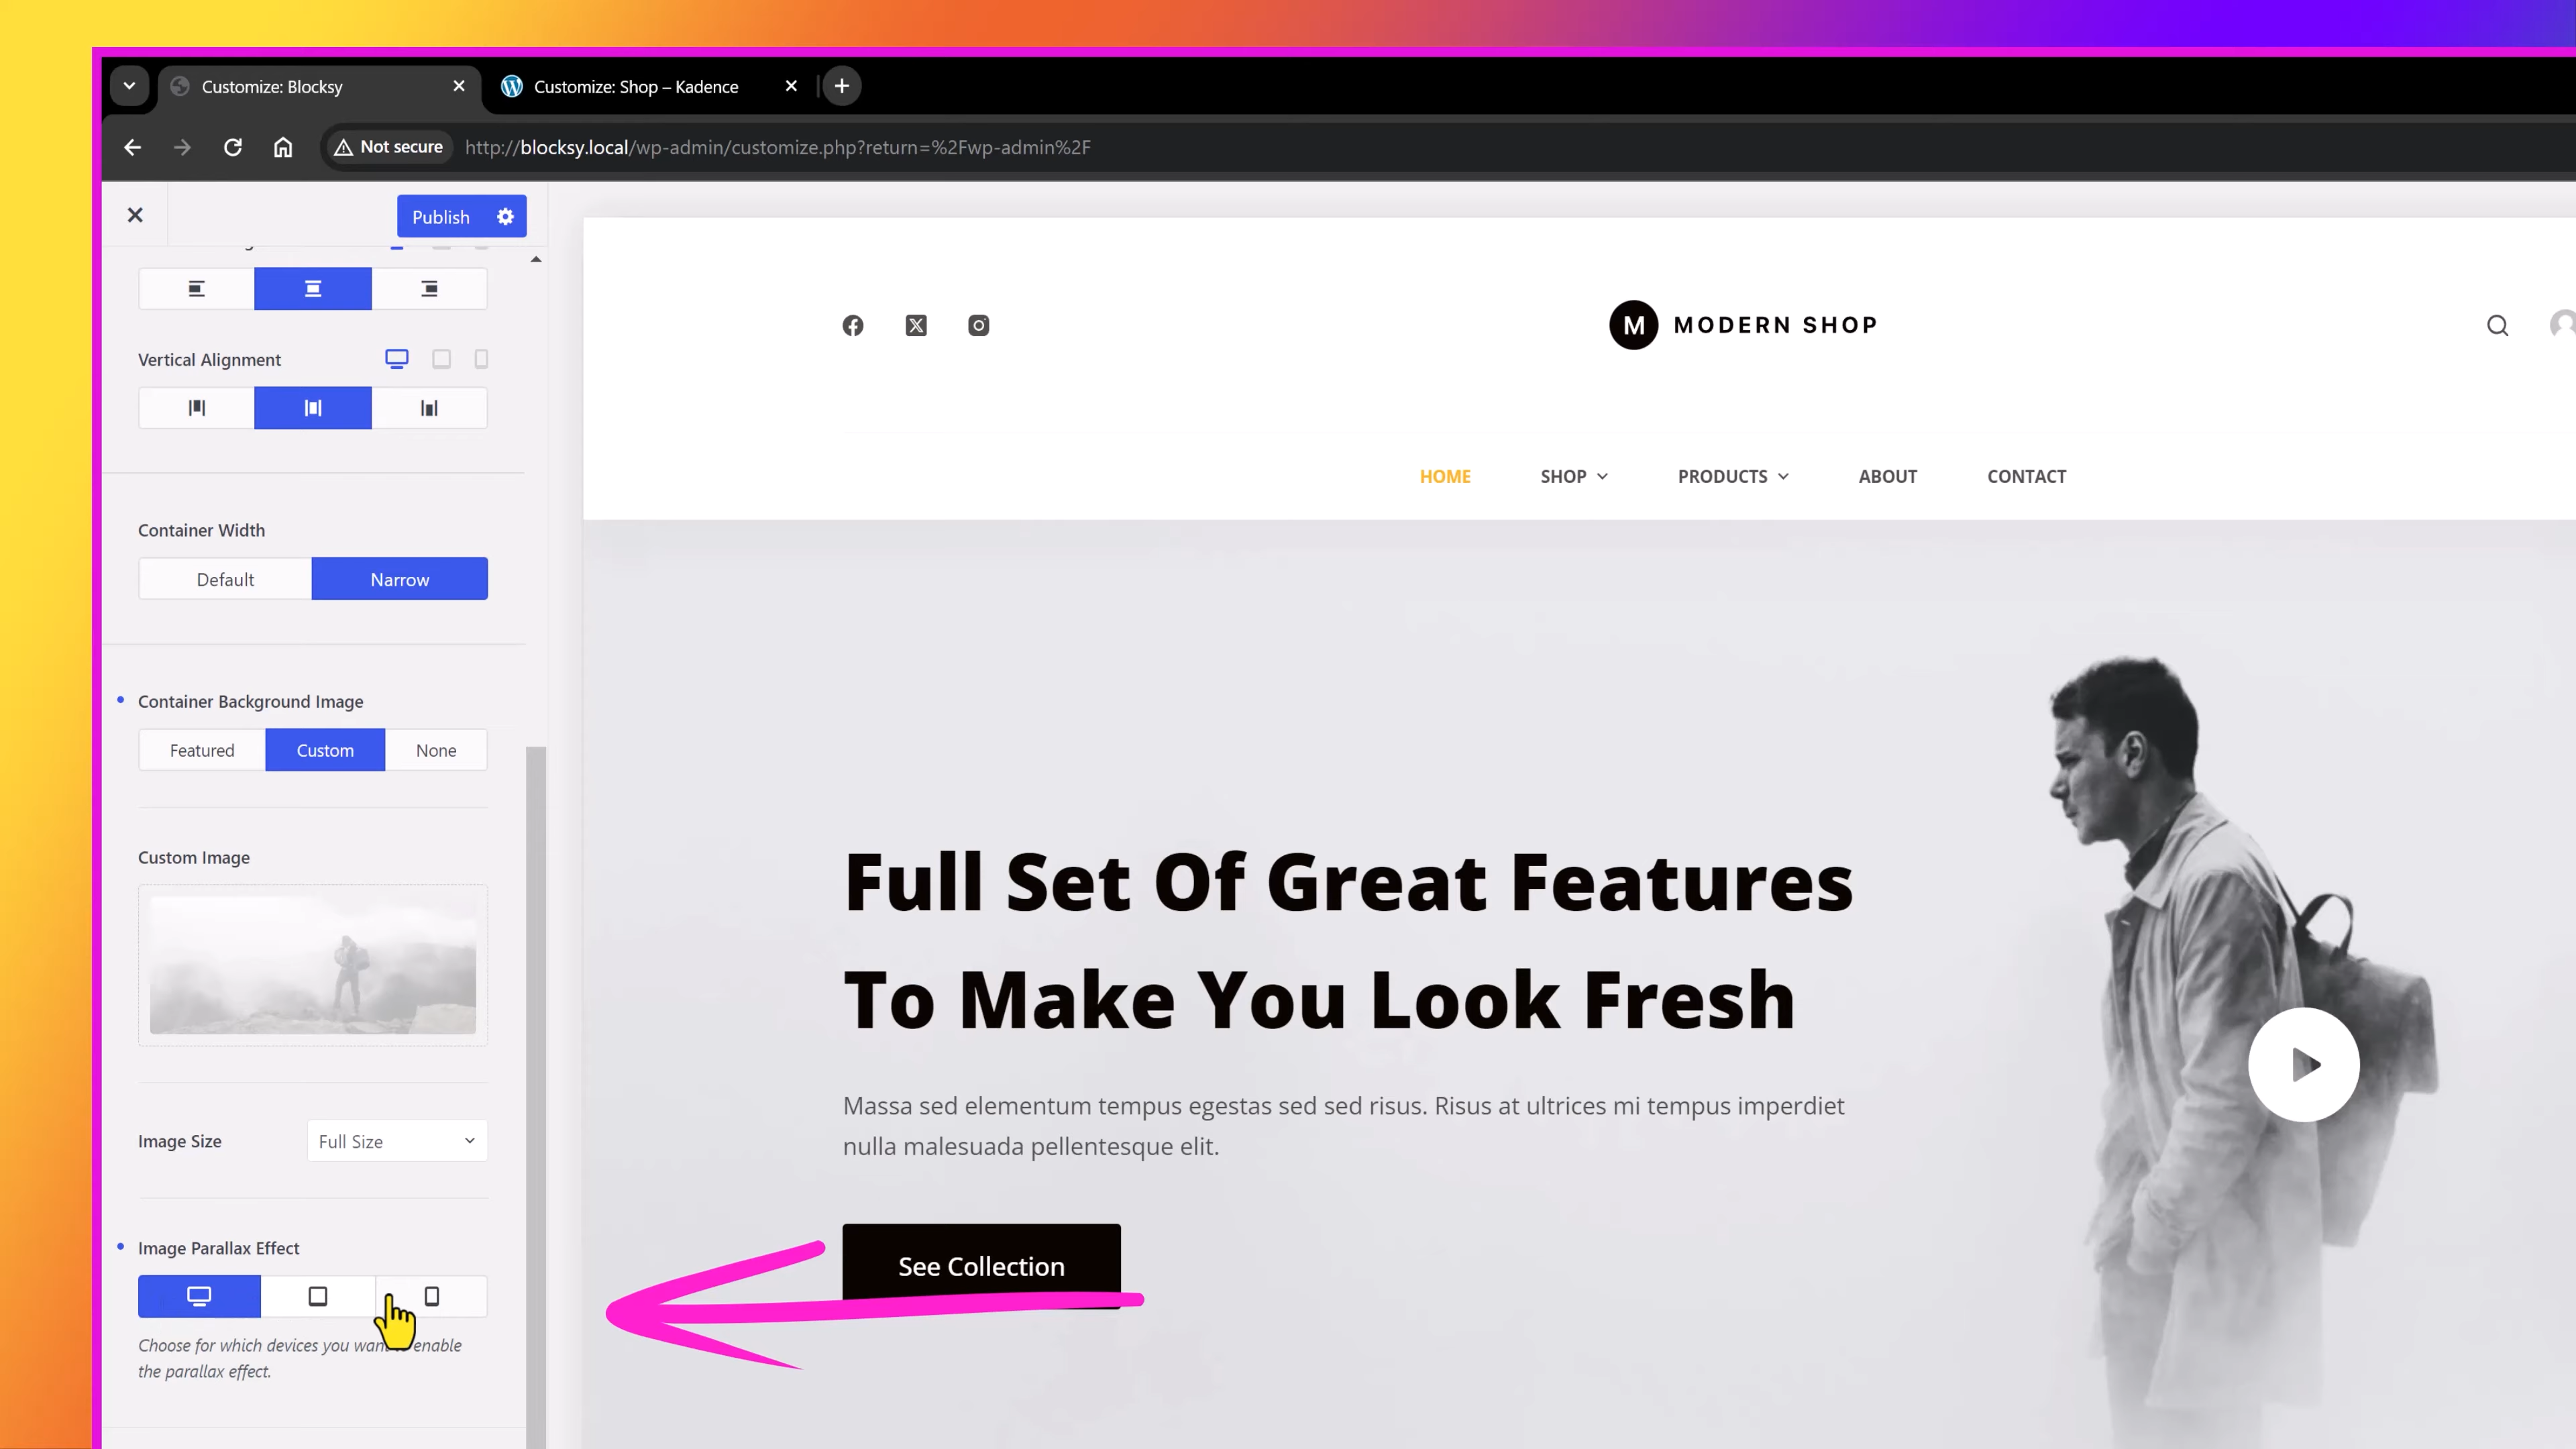 Customize: Blocksy
Customize: Shop – Kadence
Not secure
http://blocksy.local/wp-admin/customize.php?return=%2Fwp-admin%2F
Publish
Vertical Alignment
Container Width
Default
Narrow
Container Background Image
Featured
Custom
None
Custom Image
Image Size
Full Size
Image Parallax Effect
Choose for which devices you want enable
the parallax effect.
M MODERN SHOP
HOME
SHOP
PRODUCTS
ABOUT
CONTACT
Full Set Of Great Features
To Make You Look Fresh
Massa sed elementum tempus egestas sed sed risus. Risus at ultrices mi tempus imperdiet
nulla malesuada pellentesque elit.
See Collection